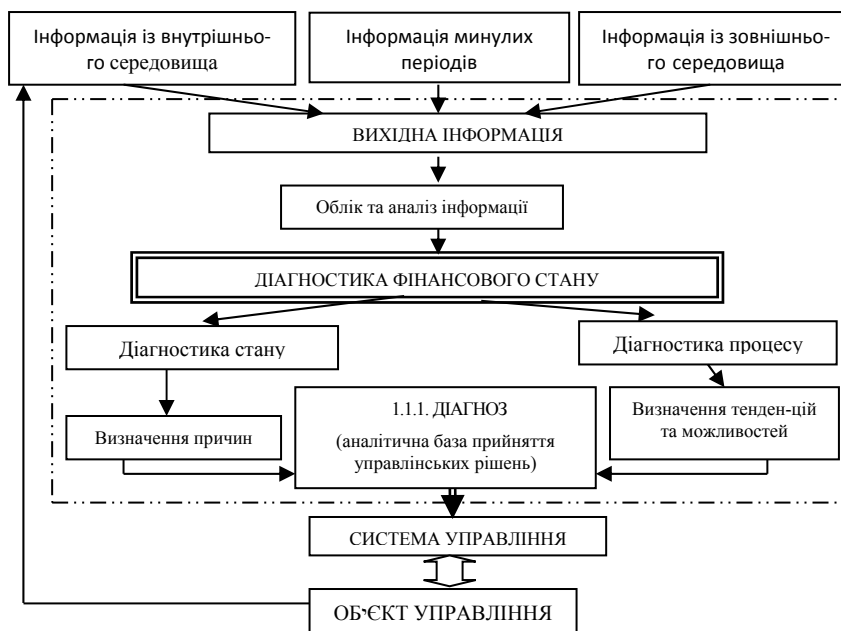 Інформація із внутрішньо-
го середовища
Інформація минулих
періодів
Інформація із зовнішньо-
го середовища
ВИХІДНА ІНФОРМАЦІЯ
Облік та аналіз інформації
ДІАГНОСТИКА ФІНАНСОВОГО СТАНУ
Діагностика стану
Діагностика процесу
Визначення причин
1.1.1. ДІАГНОЗ
(аналітична база прийняття
управлінських рішень)
Визначення тенден-цій
та можливостей
СИСТЕМА УПРАВЛІННЯ
ОБ'ЄКТ УПРАВЛІННЯ